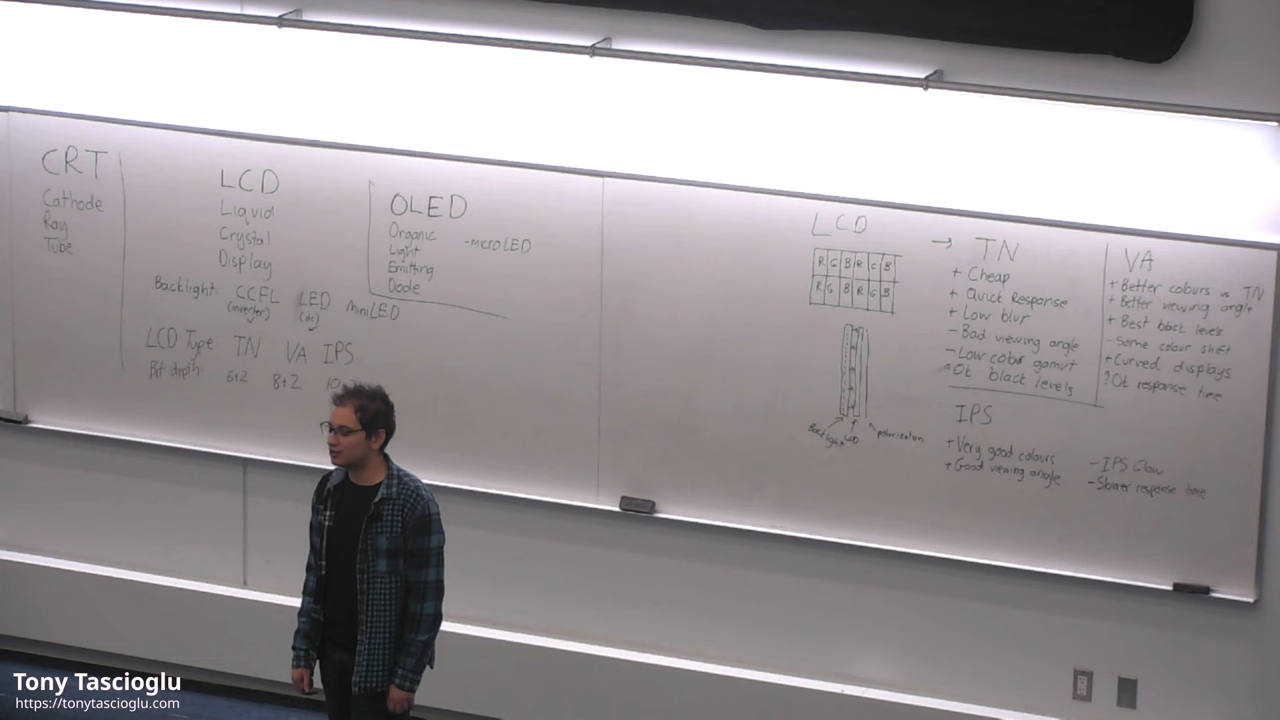 CRT
Cathode
Ray
Tube
LCD
Liquid
Crystal
Display
Backlight: CCFL LED miniLED
(inverter) (dc)
LCD Type TN VA IPS
Bit depth: 6+2 8+2 10
OLED
Organic - microLED
Light
Emitting
Diode
LCD
R G B R G B
R G B R G B
Backlight LCD polarization
→ TN
+ Cheap
+ Quick Response
+ Low blur
- Bad viewing angle
- Low color gamut
Ok black levels
VA
+ Better colours vs TN
+ Better viewing angle
+ Best black levels
- Some colour shift
+ Curved displays
? Ok response time
IPS
+ Very good colours
+ Good viewing angle
- IPS Glow
- Slower response time
Tony Tascioglu
https://tonytascioglu.com